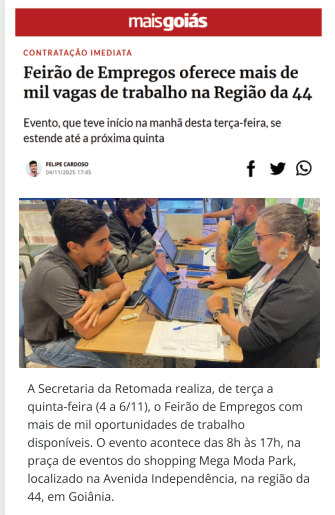 maisgoiás
CONTRATAÇÃO IMEDIATA
Feirão de Empregos oferece mais de
mil vagas de trabalho na Região da 44
Evento, que teve início na manhã desta terça-feira, se
estende até a próxima quinta
FELIPE CARDOSO
04/11/2025 17:45
A Secretaria da Retomada realiza, de terça a
quinta-feira (4 a 6/11), o Feirão de Empregos com
mais de mil oportunidades de trabalho
disponíveis. O evento acontece das 8h às 17h, na
praça de eventos do shopping Mega Moda Park,
localizado na Avenida Independência, na região da
44, em Goiânia.